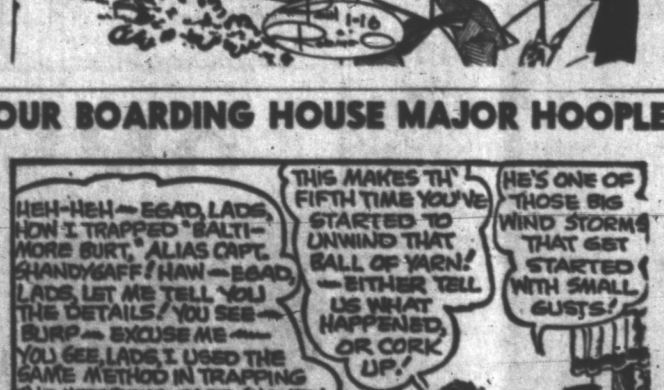 1-16
OUR BOARDING HOUSE MAJOR HOOPLE
HEH-HEH— EGAD, LADS,
HOW I TRAPPED "BALTI-
MORE BURT," ALIAS CAPT.
SHANDYGAFF! HAW—EGAD,
LADS, LET ME TELL YOU
THE DETAILS! YOU SEE—
BURP— EXCUSE ME—
YOU SEE, LADS, I USED THE
SAME METHOD IN TRAPPING
THIS MAKES TH'
FIFTH TIME YOU'VE
STARTED TO
UNWIND THAT
BALL OF YARN!
—EITHER TELL
US WHAT
HAPPENED,
OR CORK
UP!
HE'S ONE OF
THOSE BIG
WIND STORMS
THAT GET
STARTED
WITH SMALL
GUSTS!